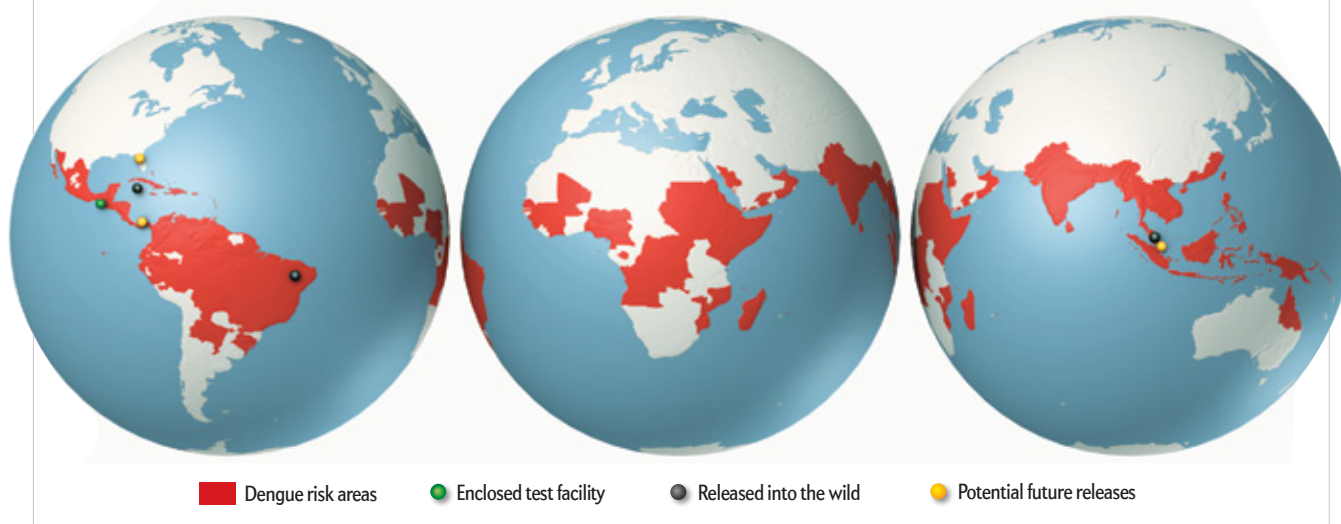 Dengue risk areas Enclosed test facility Released into the wild Potential future releases